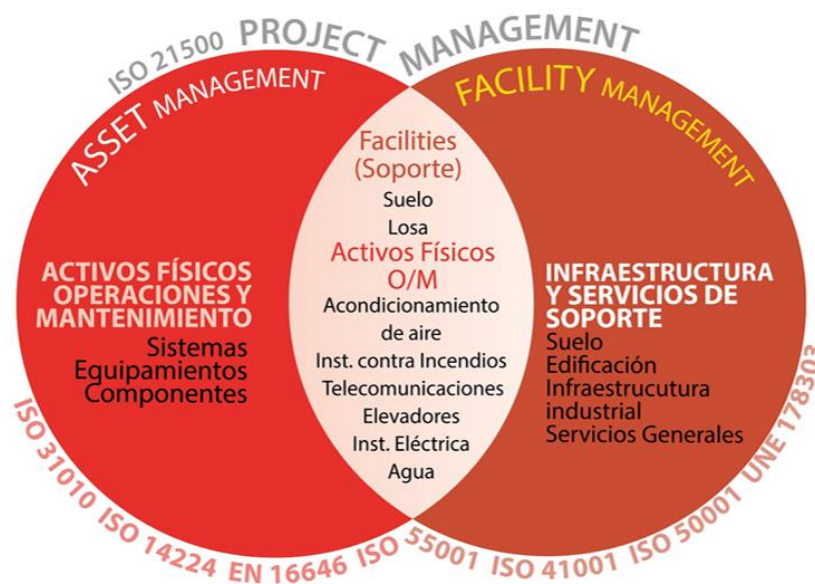 ISO 21500 PROJECT MANAGEMENT
ASSET MANAGEMENT
FACILITY MANAGEMENT
ACTIVOS FÍSICOS
OPERACIONES Y
MANTENIMIENTO
Sistemas
Equipamientos
Componentes
Facilities
(Soporte)
Suelo
Losa
Activos Físicos
O/M
Acondicionamiento
de aire
Inst. contra Incendios
Telecomunicaciones
Elevadores
Inst. Eléctrica
Agua
INFRAESTRUCTURA
Y SERVICIOS DE
SOPORTE
Suelo
Edificación
Infraestrucutura
industrial
Servicios Generales
ISO 31010 ISO 14224 EN 16646 ISO 55001 ISO 41001 ISO 50001 UNE 178303